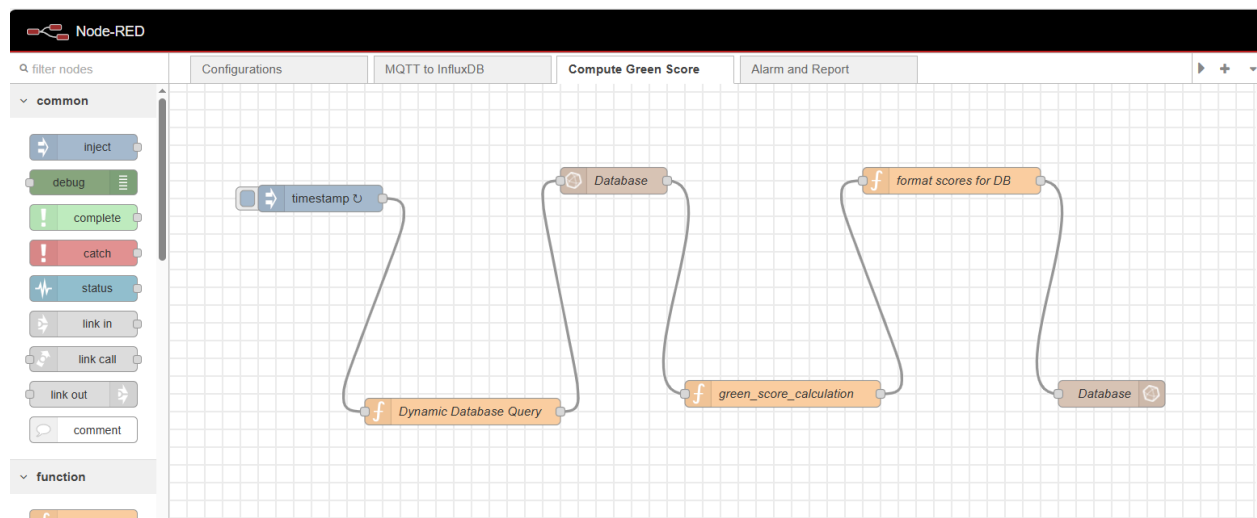 Node-RED
filter nodes
Configurations
MQTT to InfluxDB
Compute Green Score
Alarm and Report
common
inject
debug
complete
catch
status
link in
link call
link out
comment
function
timestamp ↻
Dynamic Database Query
Database
green_score_calculation
format scores for DB
Database